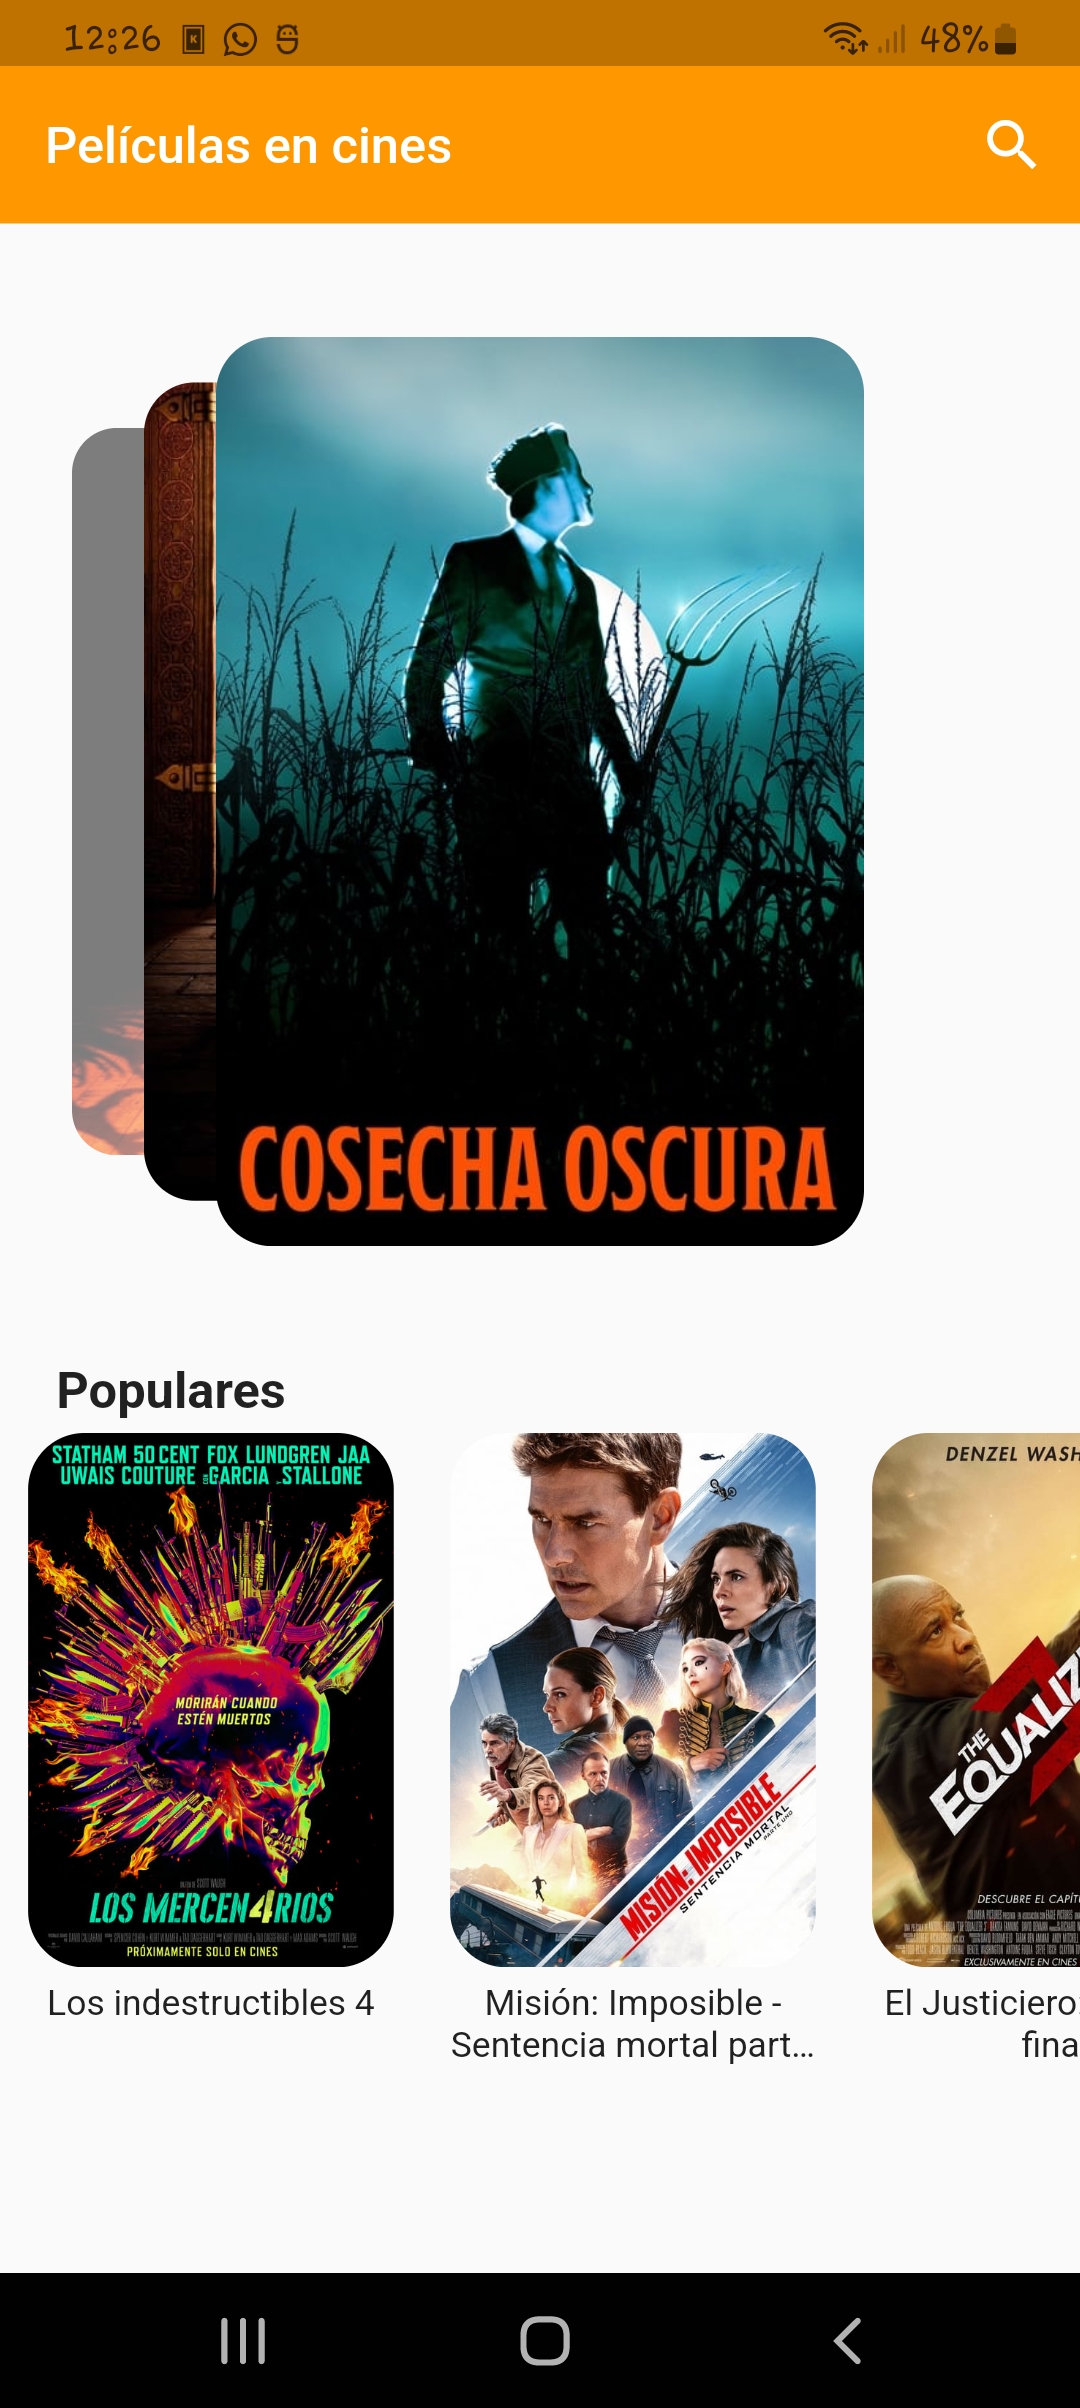 12:26
48%
Películas en cines
COSECHA OSCURA
Populares
STATHAM 50 CENT FOX LUNDGREN JAA
UWAIS COUTURE GARCIA STALLONE
MORIRÁN CUANDO
ESTÉN MUERTOS
LOS MERCEN4RIOS
PRÓXIMAMENTE SOLO EN CINES
Los indestructibles 4
MISIÓN: IMPOSIBLE
SENTENCIA MORTAL
PARTE UNO
Misión: Imposible -
Sentencia mortal part...
DENZEL WASH
THE
EQUALIZE
DESCUBRE EL CAPÍT
EXCLUSIVAMENTE EN CINES
El Justiciero:
fina